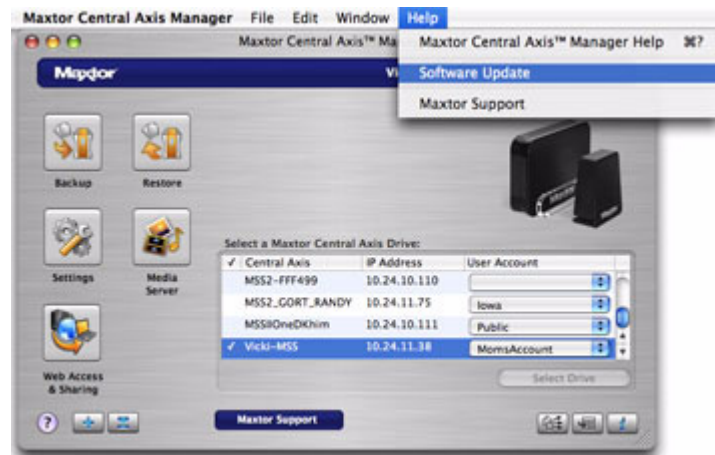 Maxtor Central Axis Manager File Edit Window Help
Maxtor Central Axis™ Ma
Maxtor Central Axis™ Manager Help ⌘?
Software Update
Maxtor Support
Maxtor
Vi
Backup Restore
Settings Media Server
Web Access & Sharing
Select a Maxtor Central Axis Drive:
✓ Central Axis IP Address User Account
MSS2-FFF499 10.24.10.110
MSS2_GORT_RANDY 10.24.11.75 Iowa
MSSIIOneDKhim 10.24.10.111 Public
✓ Vicki-MSS 10.24.11.38 MomsAccount
Select Drive
? Maxtor Support